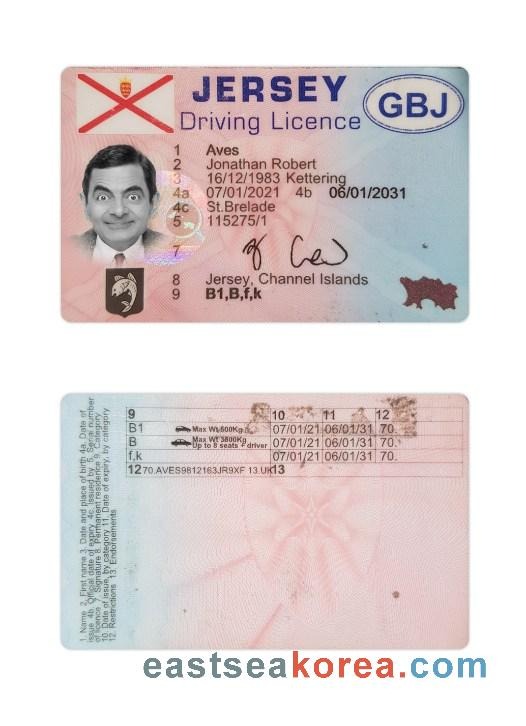 JERSEY
GBJ
Driving Licence
1 Aves
2 Jonathan Robert
3 16/12/1983 Kettering
4a 07/01/2021 4b 06/01/2031
4c St.Brelade
5 115275/1
7
8 Jersey, Channel Islands
9 B1,B,f,k
9 10 11 12
B1 Max Wt 500Kg 07/01/21 06/01/31 70.
B Max Wt 3500Kg Up to 8 seats + driver 07/01/21 06/01/31 70.
f,k 07/01/21 06/01/31 70.
12 70.AVES9812163JR9XF 13.UK 13
1. Name 2. First name 3. Date and place of birth 4a. Date of
issue 4b. Official date of expiry 4c. Issued by 5. Serial number
of licence 7. Signature 8. Permanent residence 9. Category
10. Date of issue, by category 11. Date of expiry, by category
12. Restrictions 13. Endorsements
eastseakorea.com